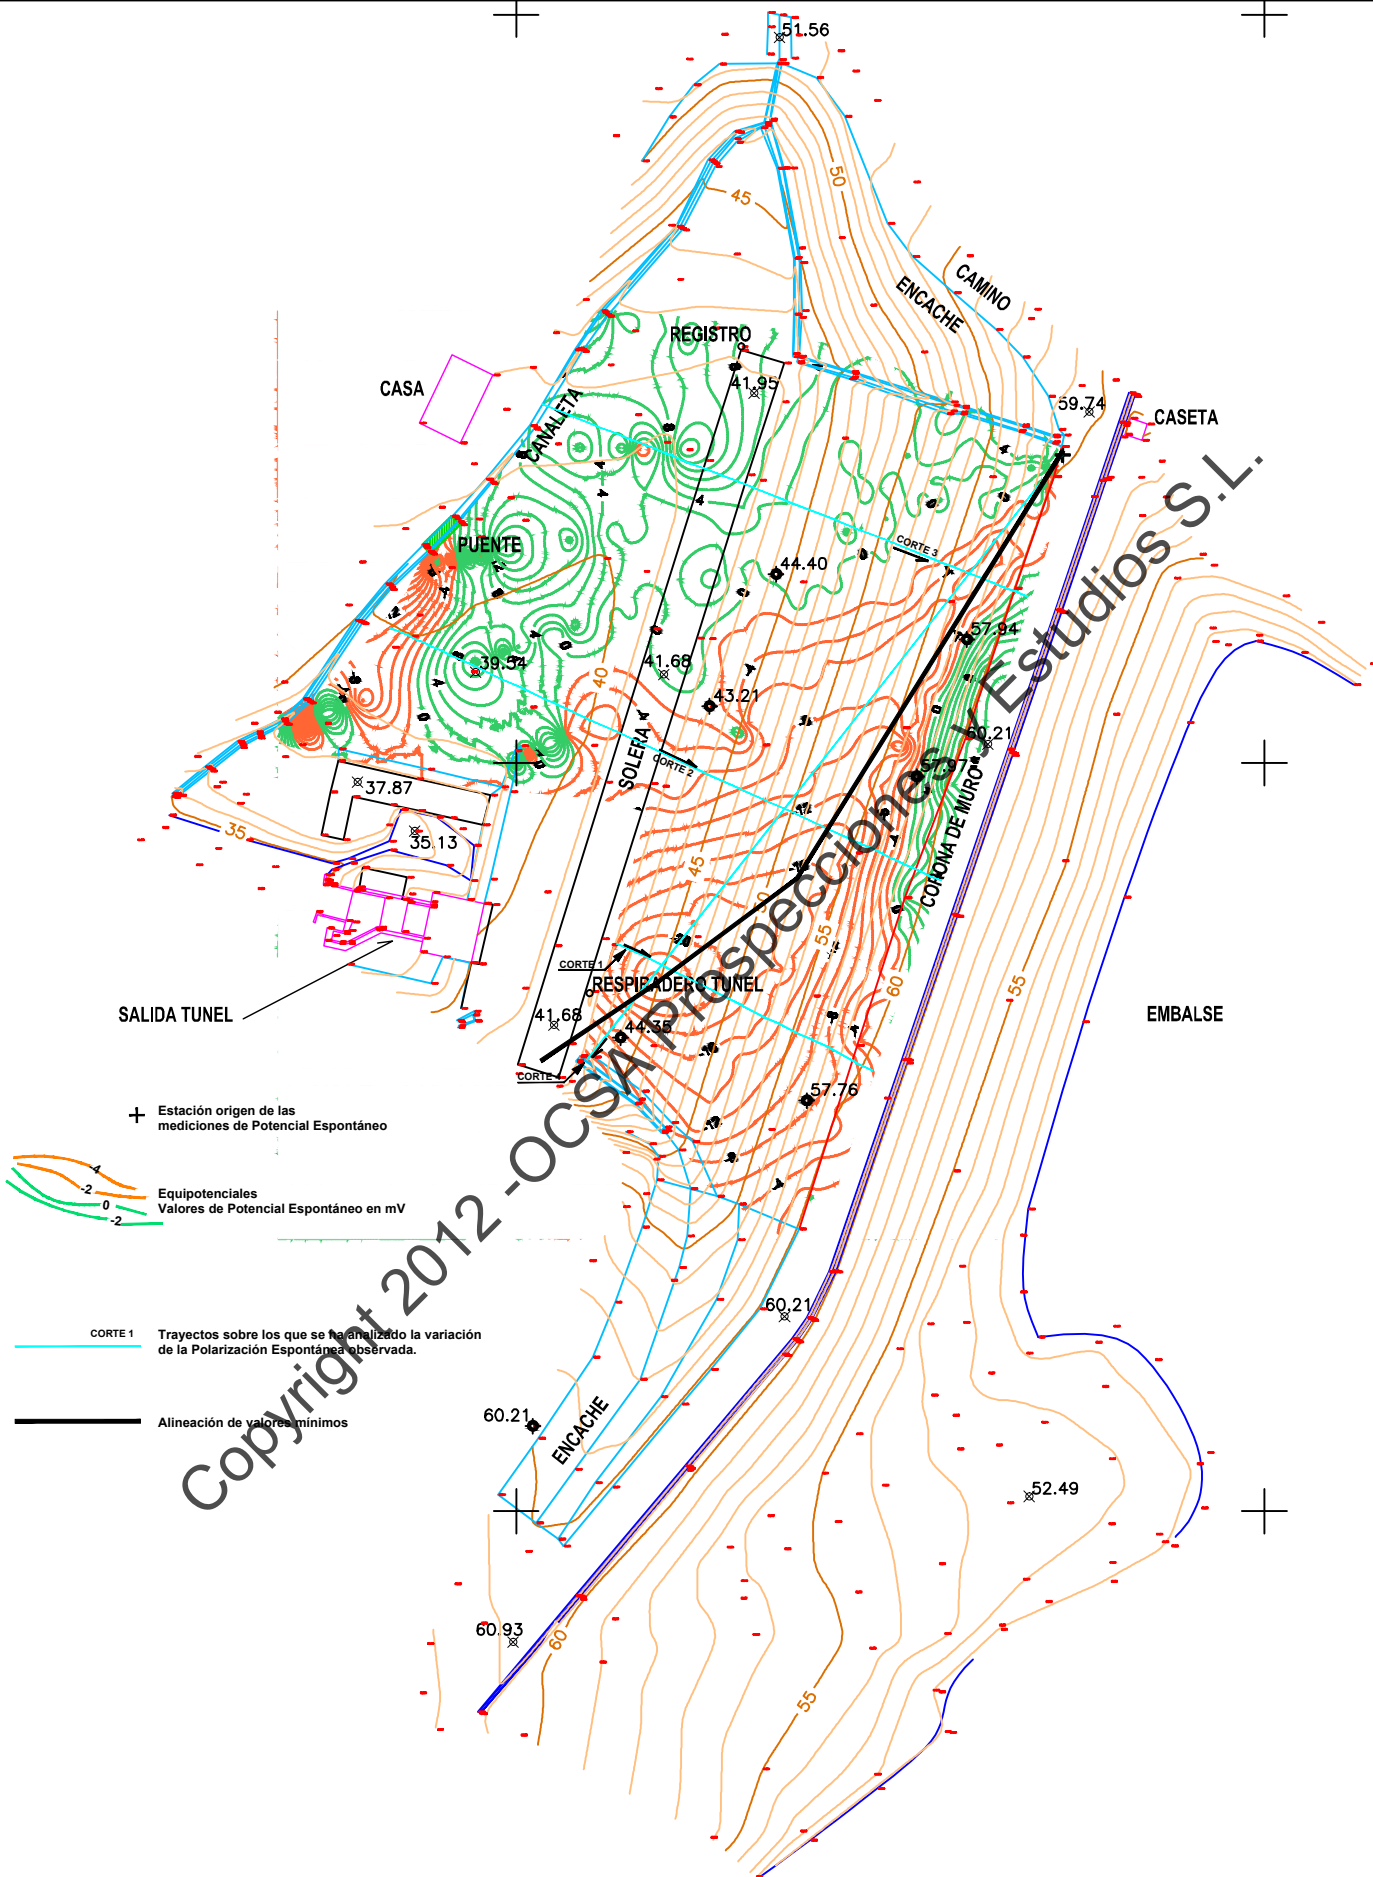 51.56
50
45
CAMINO
ENCACHE
REGISTRO
41.95
CASA
CANALETA
59.74
CASETA
PUENTE
CORTE 3
44.40
57.94
39.54
41.68
40
43.21
SOLERA
CORTE 2
60.21
57.97
CORONA DE MURO
37.87
35
35.13
45
50
55
CORTE 1
RESPIRADERO TUNEL
60
55
SALIDA TUNEL
41.68
44.35
EMBALSE
CORTE 4
57.76
Estación origen de las
mediciones de Potencial Espontáneo
-4
-2
0
-2
Equipotenciales
Valores de Potencial Espontáneo en mV
CORTE 1
Trayectos sobre los que se ha analizado la variación
de la Polarización Espontánea observada.
Alineación de valores mínimos
60.21
60.21
ENCACHE
52.49
60.93
60
55
Copyright 2012 -OCSA Prospecciones y Estudios S.L.